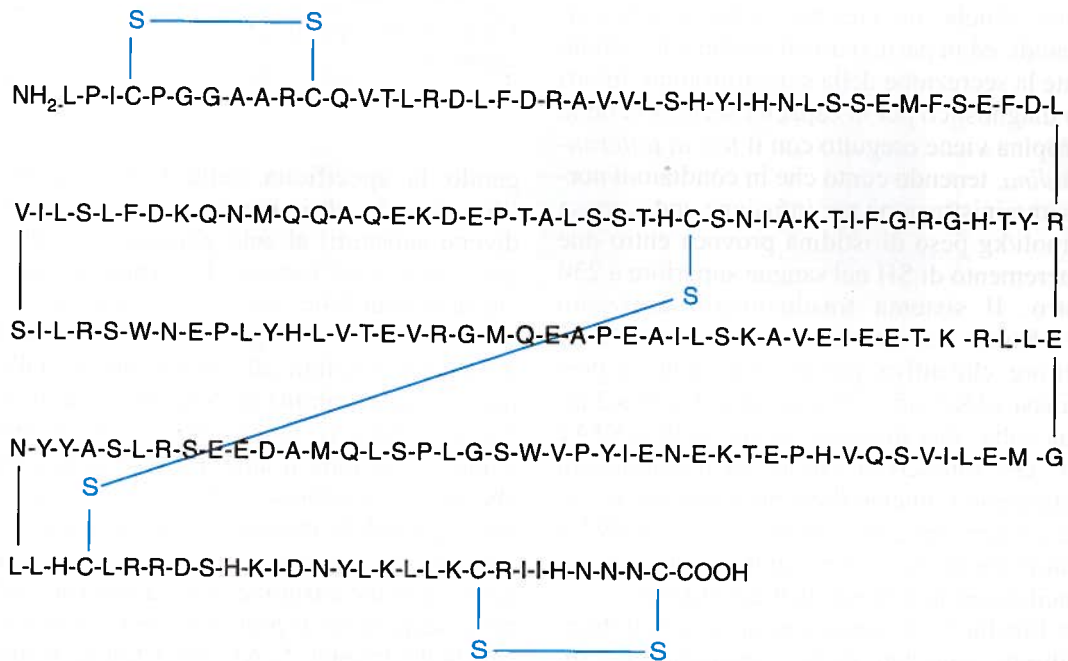 S S
NH2-L-P-I-C-P-G-G-A-A-R-C-Q-V-T-L-R-D-L-F-D-R-A-V-V-L-S-H-Y-I-H-N-L-S-S-E-M-F-S-E-F-D-L
V-I-L-S-L-F-D-K-Q-N-M-Q-Q-A-Q-E-K-D-E-P-T-A-L-S-S-T-H-C-S-N-I-A-K-T-I-F-G-R-G-H-T-Y-R
S
S-I-L-R-S-W-N-E-P-L-Y-H-L-V-T-E-V-R-G-M-Q-E-A-P-E-A-I-L-S-K-A-V-E-I-E-E-T-K-R-L-L-E
N-Y-Y-A-S-L-R-S-E-E-D-A-M-Q-L-S-P-L-G-S-W-V-P-Y-I-E-N-E-K-T-E-P-H-V-Q-S-V-I-L-E-M-G
S
L-L-H-C-L-R-R-D-S-H-K-I-D-N-Y-L-K-L-L-K-C-R-I-I-H-N-N-N-C-COOH
S S